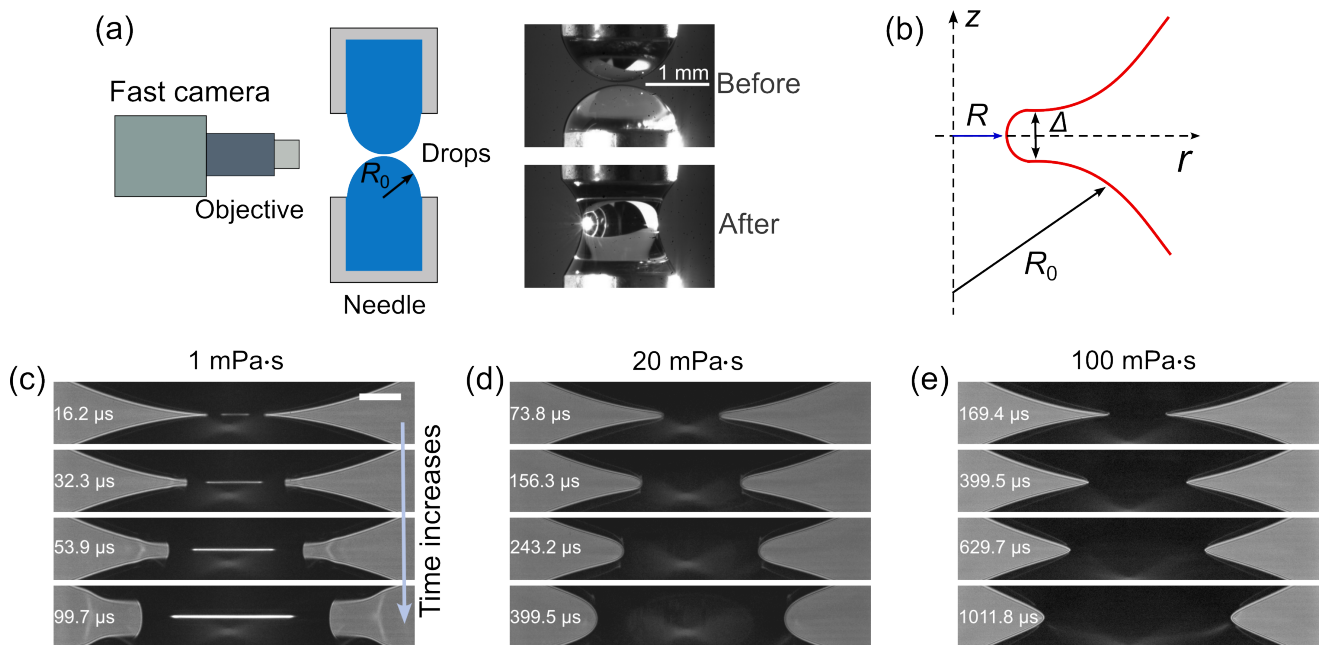 (a)
Fast camera
Objective
Drops
R0
Needle
1 mm
Before
After
(b)
z
R
Δ
r
R0
1 mPa·s
(c)
16.2 µs
32.3 µs
53.9 µs
99.7 µs
Time increases
20 mPa·s
(d)
73.8 µs
156.3 µs
243.2 µs
399.5 µs
100 mPa·s
(e)
169.4 µs
399.5 µs
629.7 µs
1011.8 µs